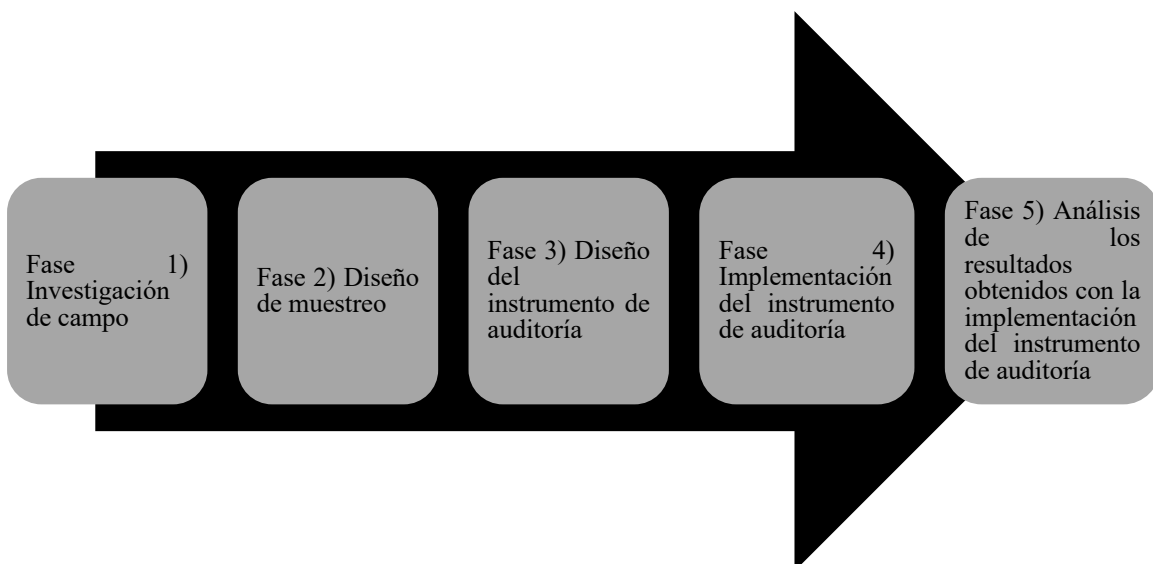 Fase 1)
Investigación
de campo
Fase 2) Diseño
de muestreo
Fase 3) Diseño
del
instrumento de
auditoría
Fase 4)
Implementación
del instrumento
de auditoría
Fase 5) Análisis
de los
resultados
obtenidos con la
implementación
del instrumento
de auditoría